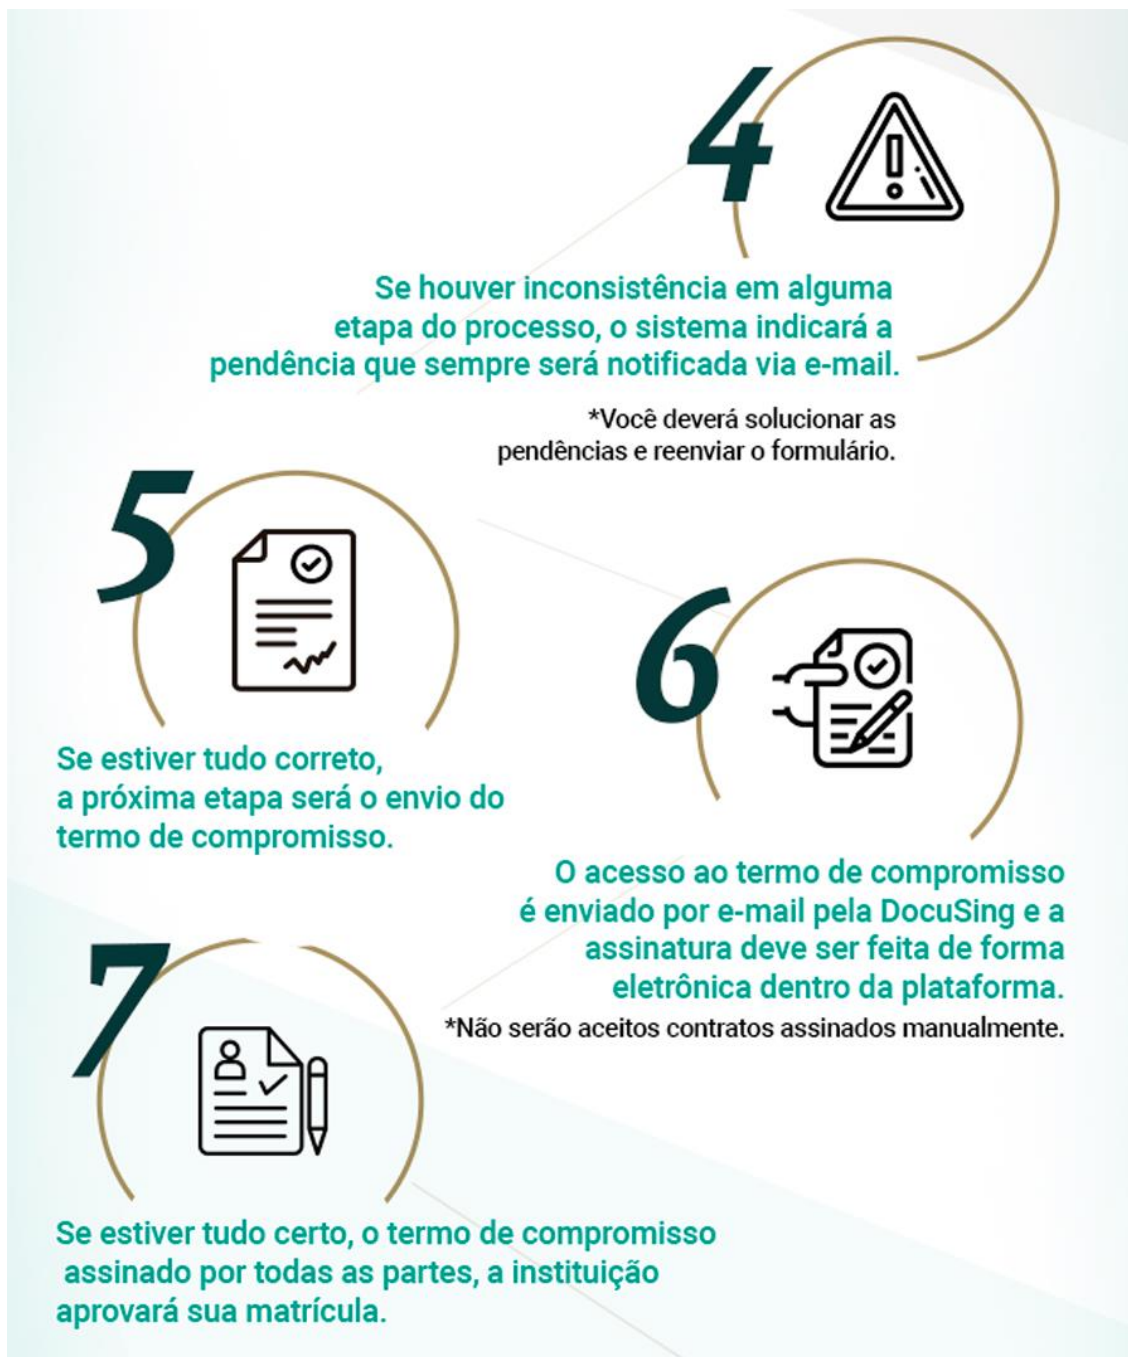 4
Se houver inconsistência em alguma
etapa do processo, o sistema indicará a
pendência que sempre será notificada via e-mail.
*Você deverá solucionar as
pendências e reenviar o formulário.
5
Se estiver tudo correto,
a próxima etapa será o envio do
termo de compromisso.
6
O acesso ao termo de compromisso
é enviado por e-mail pela DocuSing e a
assinatura deve ser feita de forma
eletrônica dentro da plataforma.
*Não serão aceitos contratos assinados manualmente.
7
Se estiver tudo certo, o termo de compromisso
assinado por todas as partes, a instituição
aprovará sua matrícula.